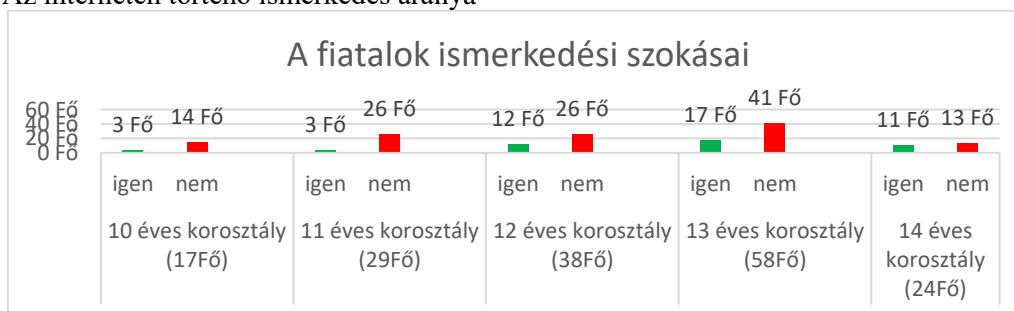 Az interneten történő ismerkedés aránya
A fiatalok ismerkedési szokásai
60 Fő
40 Fő
20 Fő
0 Fő
3 Fő 14 Fő 3 Fő 26 Fő 12 Fő 26 Fő 17 Fő 41 Fő 11 Fő 13 Fő
igen nem igen nem igen nem igen nem igen nem
10 éves korosztály (17Fő)
11 éves korosztály (29Fő)
12 éves korosztály (38Fő)
13 éves korosztály (58Fő)
14 éves korosztály (24Fő)